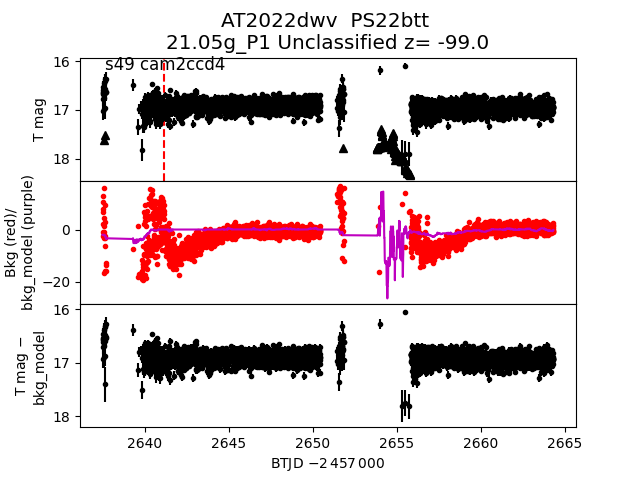 AT2022dwv  PS22btt
21.05g_P1 Unclassified z= -99.0
s49 cam2ccd4
16
17
18
T mag
0
−20
Bkg (red)/
bkg_model (purple)
16
17
18
T mag −
bkg_model
2640
2645
2650
2655
2660
2665
BTJD −2 457 000